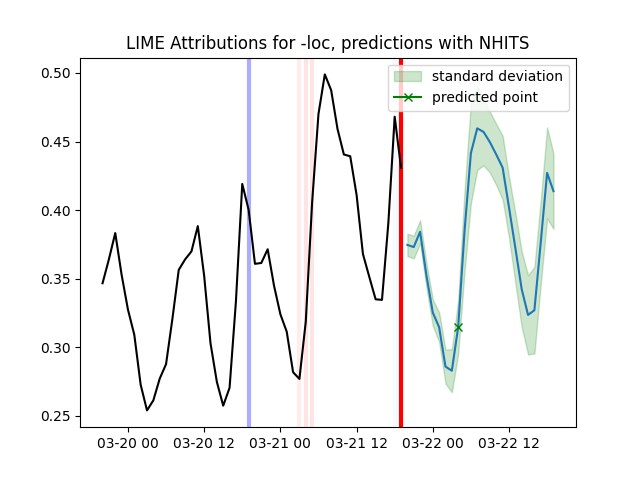 LIME Attributions for -loc, predictions with NHITS
standard deviation
predicted point
0.50
0.45
0.40
0.35
0.30
0.25
03-20 00 03-20 12 03-21 00 03-21 12 03-22 00 03-22 12